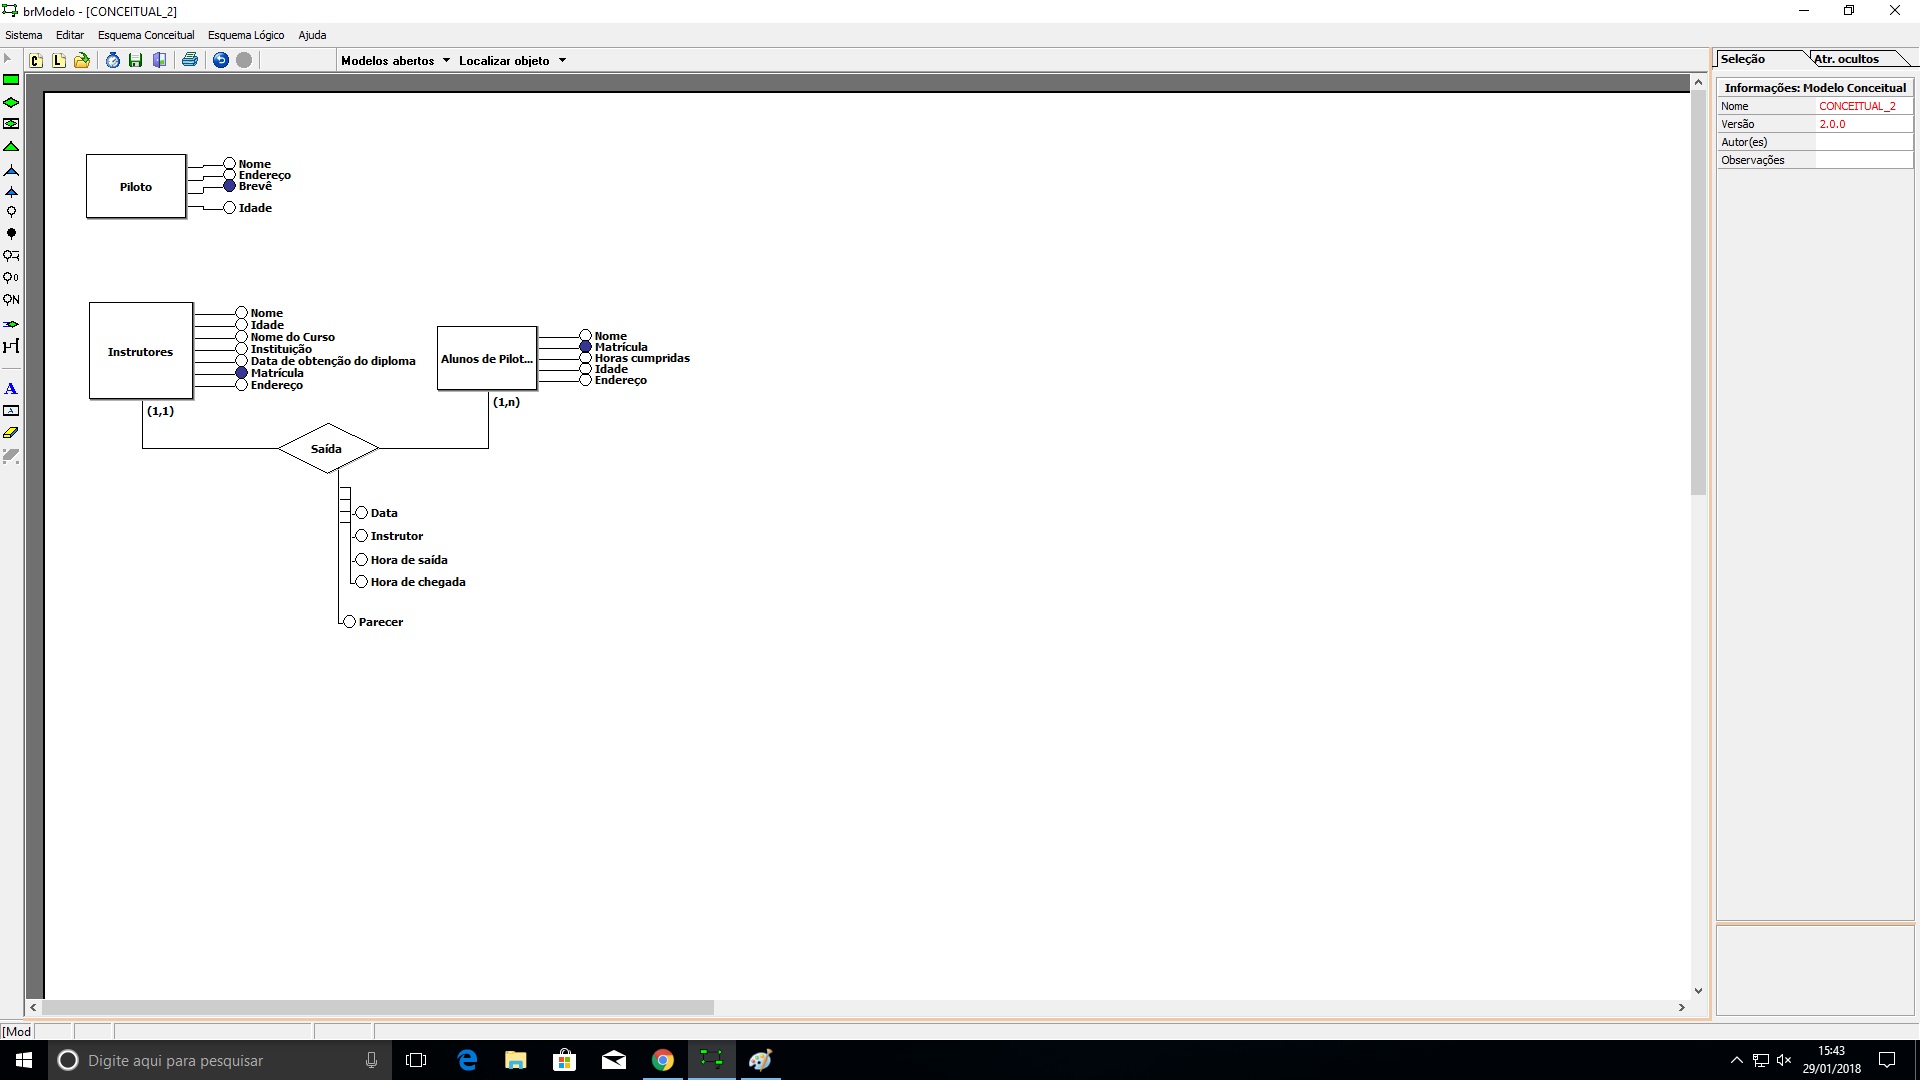 brModelo - [CONCEITUAL_2]
Sistema Editar Esquema Conceitual Esquema Lógico Ajuda
C L Modelos abertos Localizar objeto
Seleção Atr. ocultos
Informações: Modelo Conceitual
Nome CONCEITUAL_2
Versão 2.0.0
Autor(es)
Observações
Piloto
Nome
Endereço
Brevê
Idade
Instrutores
Nome
Idade
Nome do Curso
Instituição
Data de obtenção do diploma
Matrícula
Endereço
(1,1)
Alunos de Pilot...
Nome
Matrícula
Horas cumpridas
Idade
Endereço
(1,n)
Saída
Data
Instrutor
Hora de saída
Hora de chegada
Parecer
0
N
A
A
[Mod
Digite aqui para pesquisar
15:43
29/01/2018